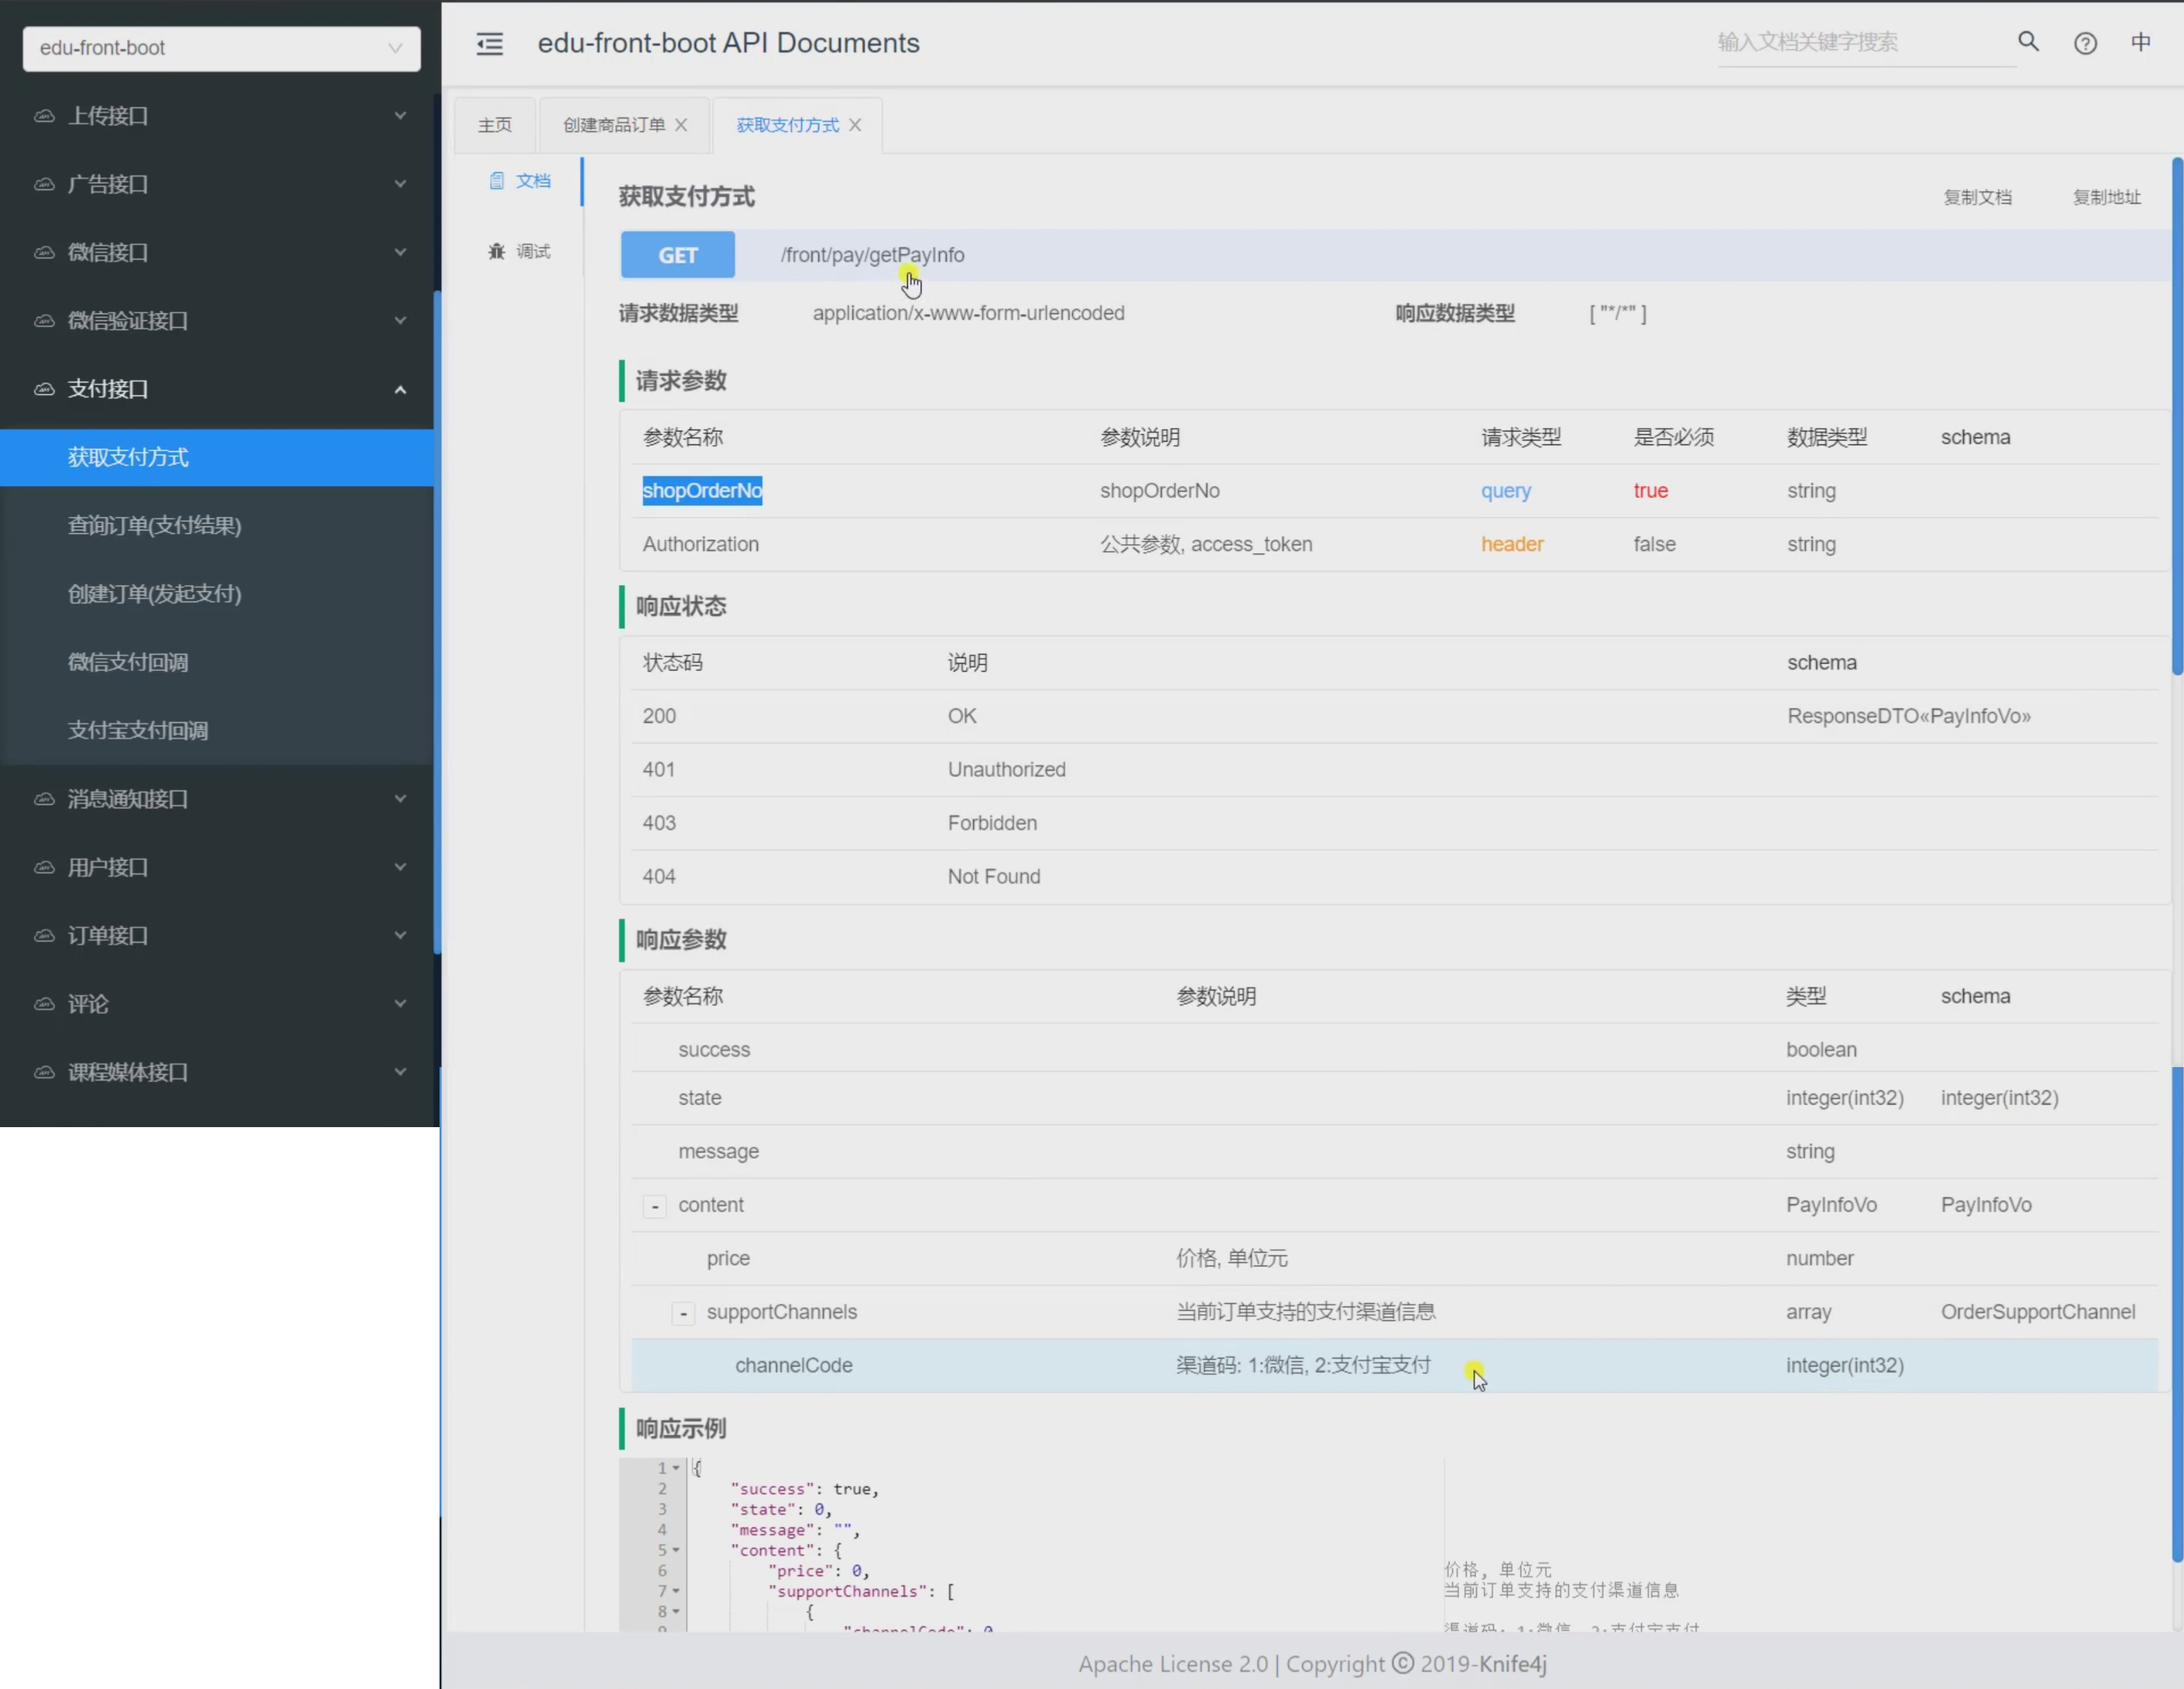 edu-front-boot
上传接口
广告接口
微信接口
微信验证接口
支付接口
获取支付方式
查询订单(支付结果)
创建订单(发起支付)
微信支付回调
支付宝支付回调
消息通知接口
用户接口
订单接口
评论
课程媒体接口
edu-front-boot API Documents
输入文档关键字搜索
中
主页 创建商品订单 获取支付方式
文档
调试
获取支付方式 复制文档 复制地址
GET /front/pay/getPayInfo
请求数据类型 application/x-www-form-urlencoded 响应数据类型 [ "*/*" ]
请求参数
参数名称 参数说明 请求类型 是否必须 数据类型 schema
shopOrderNo shopOrderNo query true string
Authorization 公共参数, access_token header false string
响应状态
状态码 说明 schema
200 OK ResponseDTO«PayInfoVo»
401 Unauthorized
403 Forbidden
404 Not Found
响应参数
参数名称 参数说明 类型 schema
success boolean
state integer(int32) integer(int32)
message string
- content PayInfoVo PayInfoVo
price 价格, 单位元 number
- supportChannels 当前订单支持的支付渠道信息 array OrderSupportChannel
channelCode 渠道码: 1:微信, 2:支付宝支付 integer(int32)
响应示例
1 {
2 "success": true,
3 "state": 0,
4 "message": "",
5 "content": {
6 "price": 0, 价格, 单位元
7 "supportChannels": [ 当前订单支持的支付渠道信息
8 {
9 "channelCode": 0 渠道码: 1:微信, 2:支付宝支付
Apache License 2.0 | Copyright © 2019-Knife4j